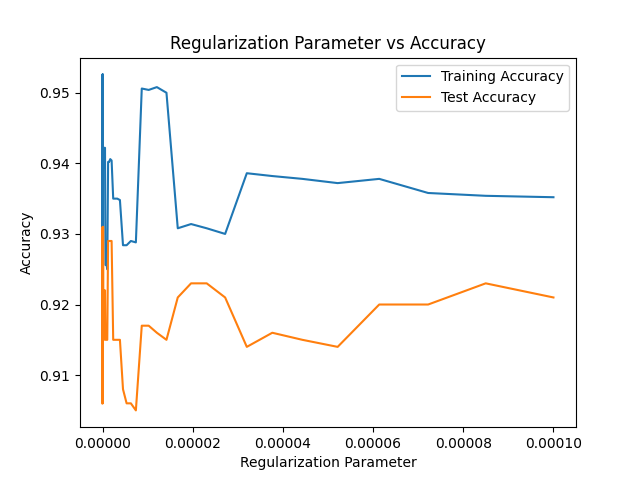 Regularization Parameter vs Accuracy
Training Accuracy
Test Accuracy
Accuracy
0.95
0.94
0.93
0.92
0.91
0.00000 0.00002 0.00004 0.00006 0.00008 0.00010
Regularization Parameter